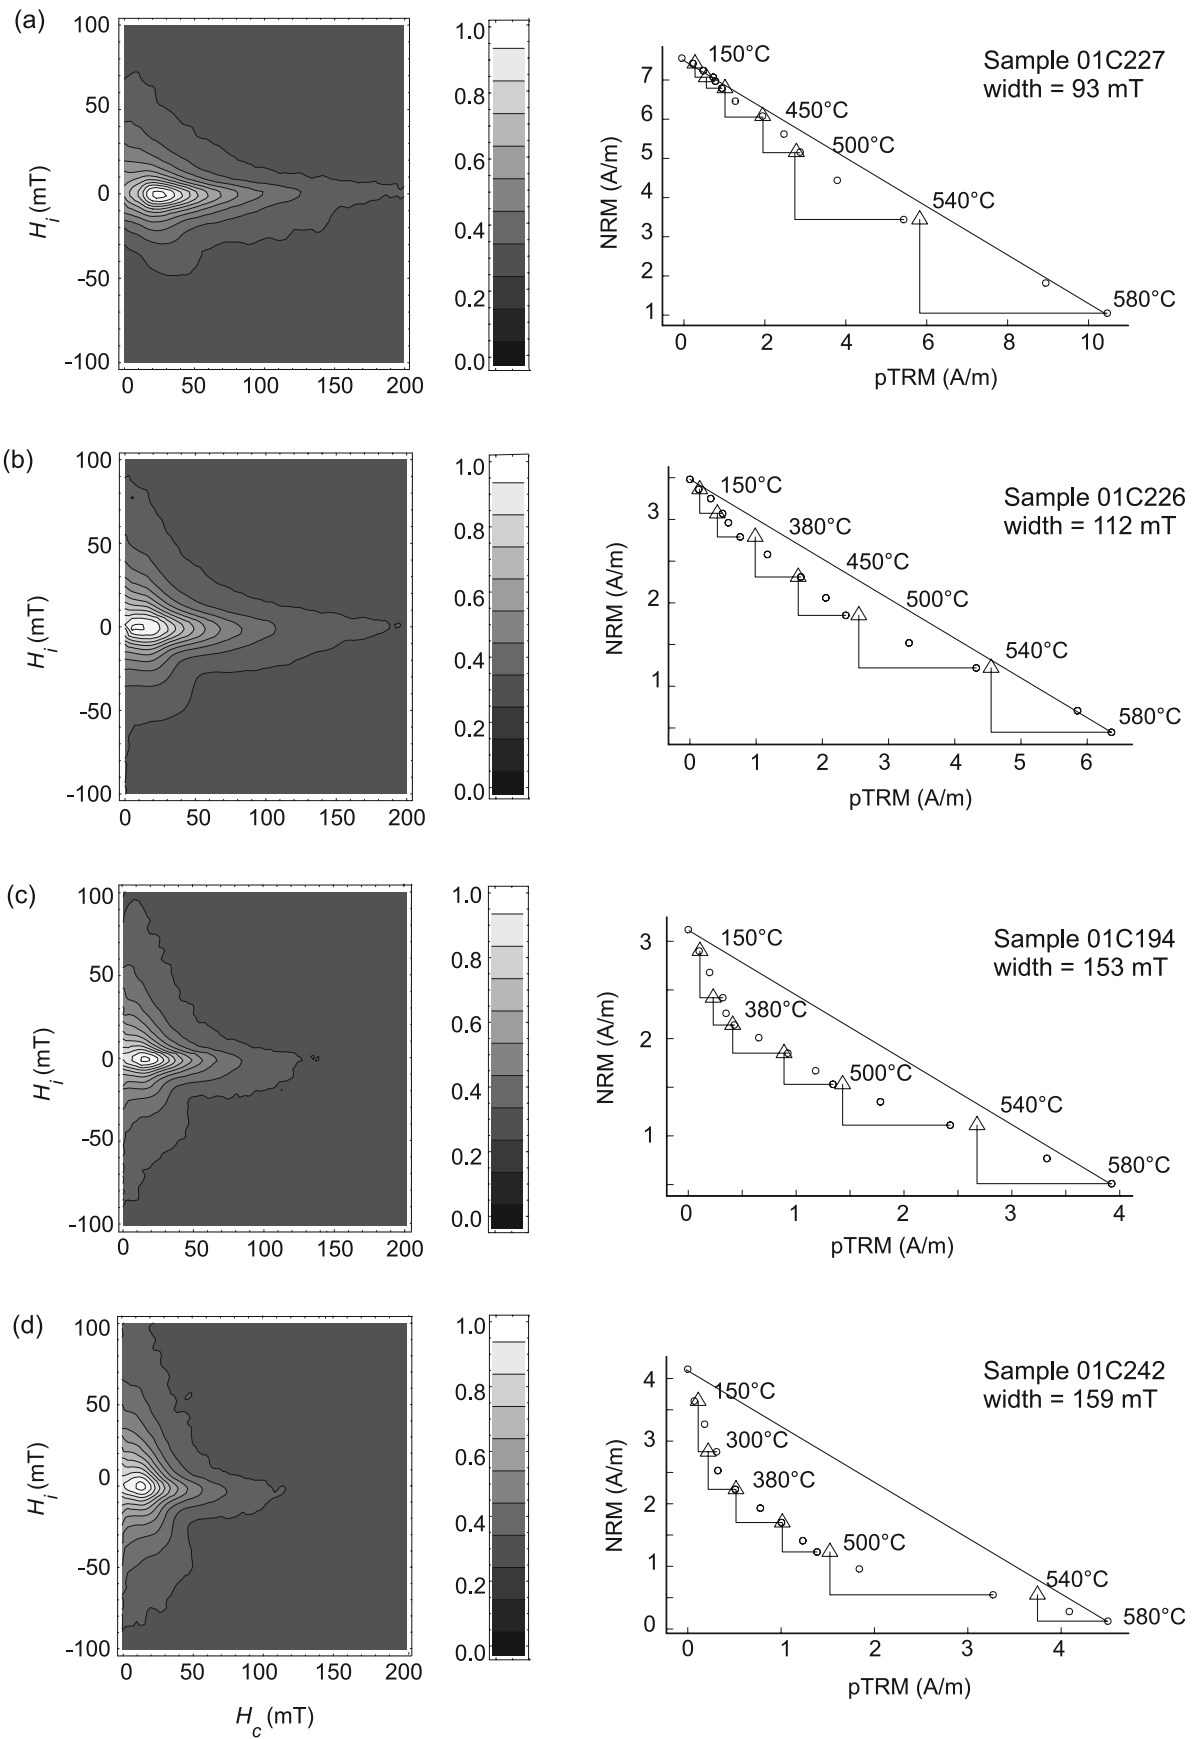 (a)
100
50
0
-50
-100
H_i (mT)
0 50 100 150 200
1.0
0.8
0.6
0.4
0.2
0.0
Sample 01C227
width = 93 mT
150°C
450°C
500°C
540°C
580°C
7
6
5
4
3
2
1
NRM (A/m)
0 2 4 6 8 10
pTRM (A/m)
(b)
100
50
0
-50
-100
H_i (mT)
0 50 100 150 200
1.0
0.8
0.6
0.4
0.2
0.0
Sample 01C226
width = 112 mT
150°C
380°C
450°C
500°C
540°C
580°C
3
2
1
NRM (A/m)
0 1 2 3 4 5 6
pTRM (A/m)
(c)
100
50
0
-50
-100
H_i (mT)
0 50 100 150 200
1.0
0.8
0.6
0.4
0.2
0.0
Sample 01C194
width = 153 mT
150°C
380°C
500°C
540°C
580°C
3
2
1
NRM (A/m)
0 1 2 3 4
pTRM (A/m)
(d)
100
50
0
-50
-100
H_i (mT)
0 50 100 150 200
H_c (mT)
1.0
0.8
0.6
0.4
0.2
0.0
Sample 01C242
width = 159 mT
150°C
300°C
380°C
500°C
540°C
580°C
4
3
2
1
0
NRM (A/m)
0 1 2 3 4
pTRM (A/m)